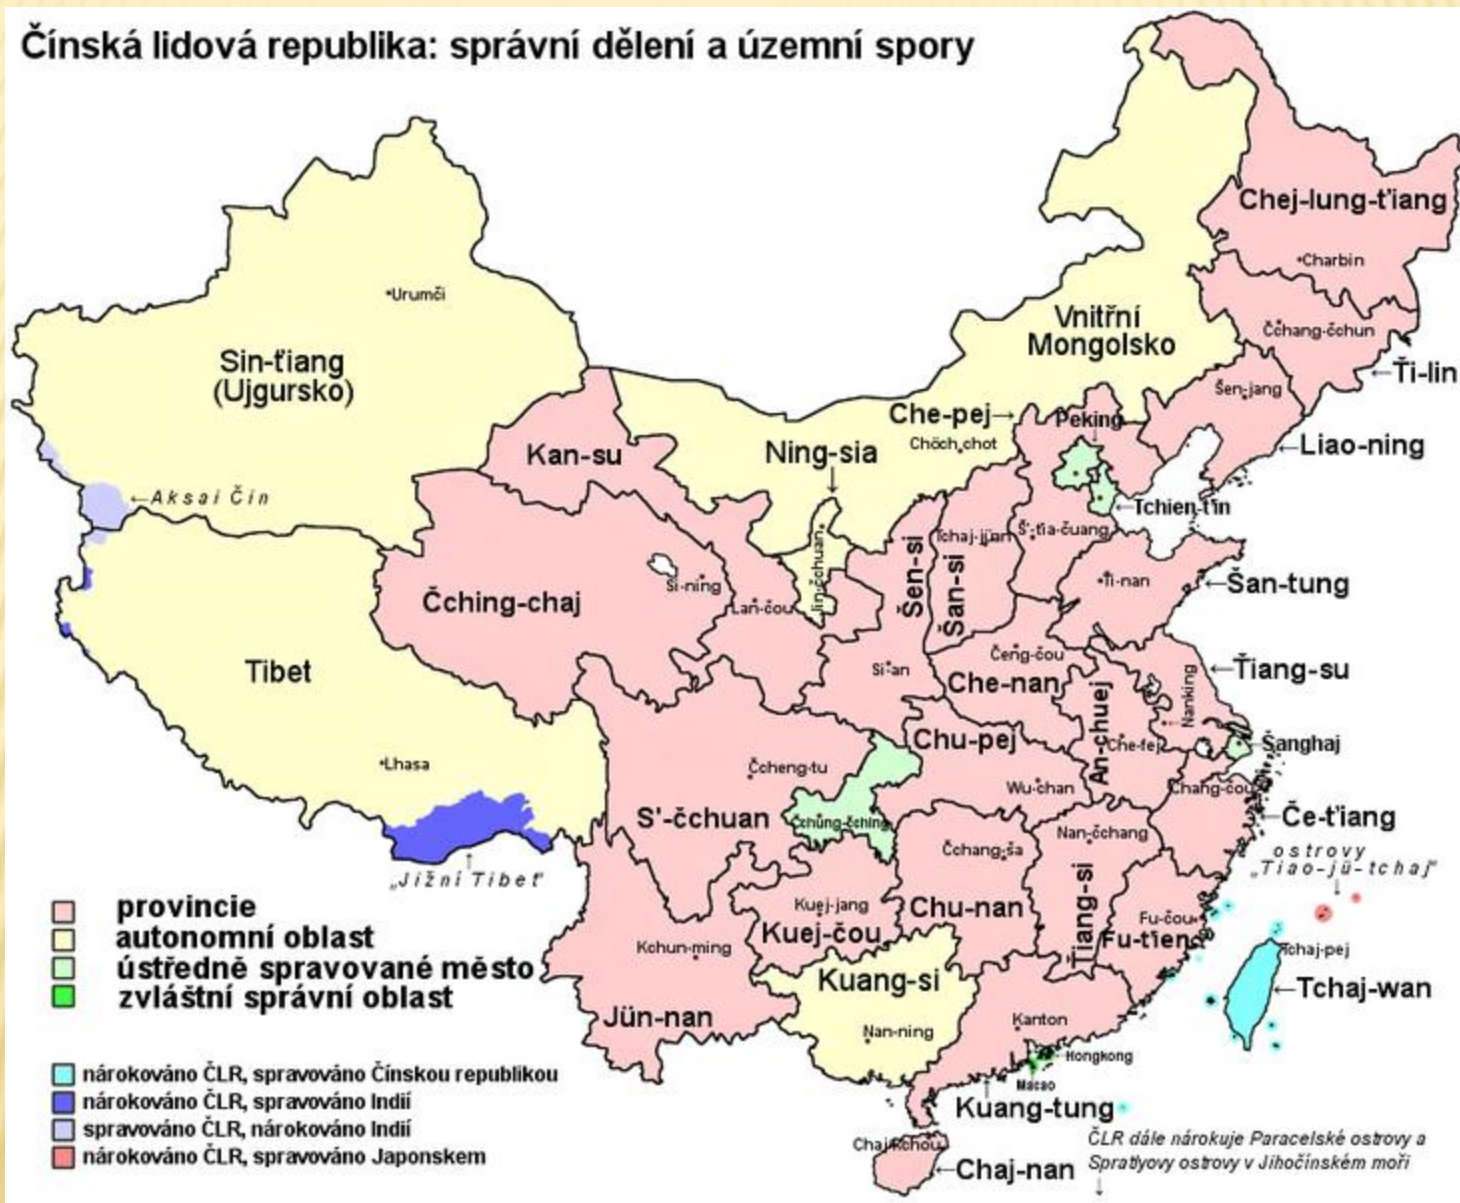 Čínská lidová republika: správní dělení a územní spory
Chej-lung-ťiang
Charbin
Urumči
Vnitřní
Mongolsko
Čchang-čchun
Sin-ťiang
(Ujgursko)
←Ťi-lin
Šen-jang
Che-pej→
Peking
Chöch chot
←Liao-ning
Kan-su
Ning-sia
←Aksai Čin
←Tchien-ťin
Tchaj-jüan
Š'-ťia-čuang
Šen-si
Šan-si
Jin-čchuan
Si-ning
Ťi-nan
←Šan-tung
Čching-chaj
Lan-čou
Čeng-čou
Tibet
Si-an
Che-nan
←Ťiang-su
Nanking
An-chuej
Chu-pej
Che-fej
←Šanghaj
Lhasa
Čcheng-tu
Wu-chan
Chang-čou
S'-čchuan
Čchung-čching
←Če-ťiang
Nan-čchang
Čchang-ša
ostrovy
„Tiao-jü-tchaj“
↑
„Jižní Tibet“
Ťiang-si
provincie
Kuej-jang
Chu-nan
Fu-čou
autonomní oblast
Kuej-čou
Fu-ťien
Kchun-ming
Tchaj-pej
ústředně spravované město
Kuang-si
←Tchaj-wan
zvláštní správní oblast
Jün-nan
Nan-ning
Kanton
←Hongkong
nárokováno ČLR, spravováno Čínskou republikou
Macao
nárokováno ČLR, spravováno Indií
Kuang-tung
spravováno ČLR, nárokováno Indií
Chaj-kchou
ČLR dále nárokuje Paracelské ostrovy a
nárokováno ČLR, spravováno Japonskem
←Chaj-nan
Spratlyovy ostrovy v Jihočínském moři